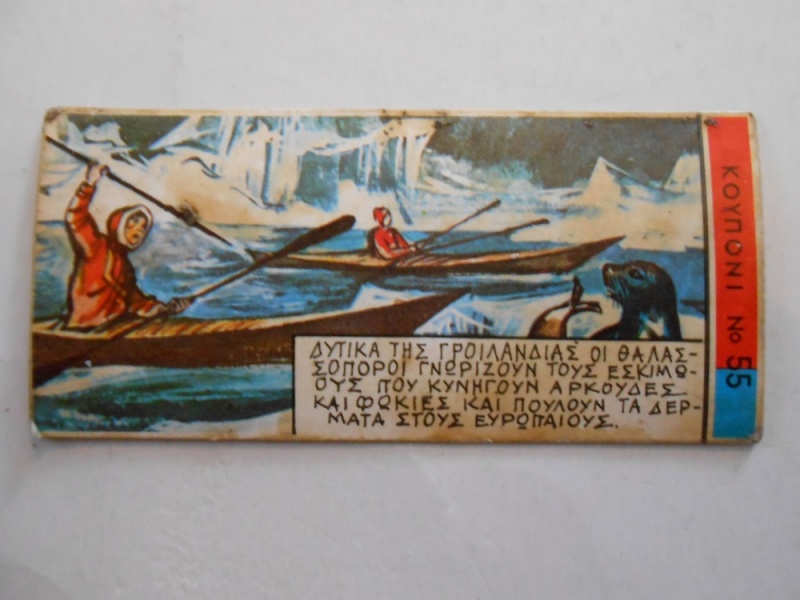 ΔΥΤΙΚΑ ΤΗΣ ΓΡΟΙΛΑΝΔΙΑΣ ΟΙ ΘΑΛΑΣ-
ΣΟΠΟΡΟΙ ΓΝΩΡΙΖΟΥΝ ΤΟΥΣ ΕΣΚΙΜΩ-
ΟΥΣ ΠΟΥ ΚΥΝΗΓΟΥΝ ΑΡΚΟΥΔΕΣ
ΚΑΙ ΦΩΚΙΕΣ ΚΑΙ ΠΟΥΛΟΥΝ ΤΑ ΔΕΡ-
ΜΑΤΑ ΣΤΟΥΣ ΕΥΡΩΠΑΙΟΥΣ.
ΚΟΥΠΟΝΙ Νο 55